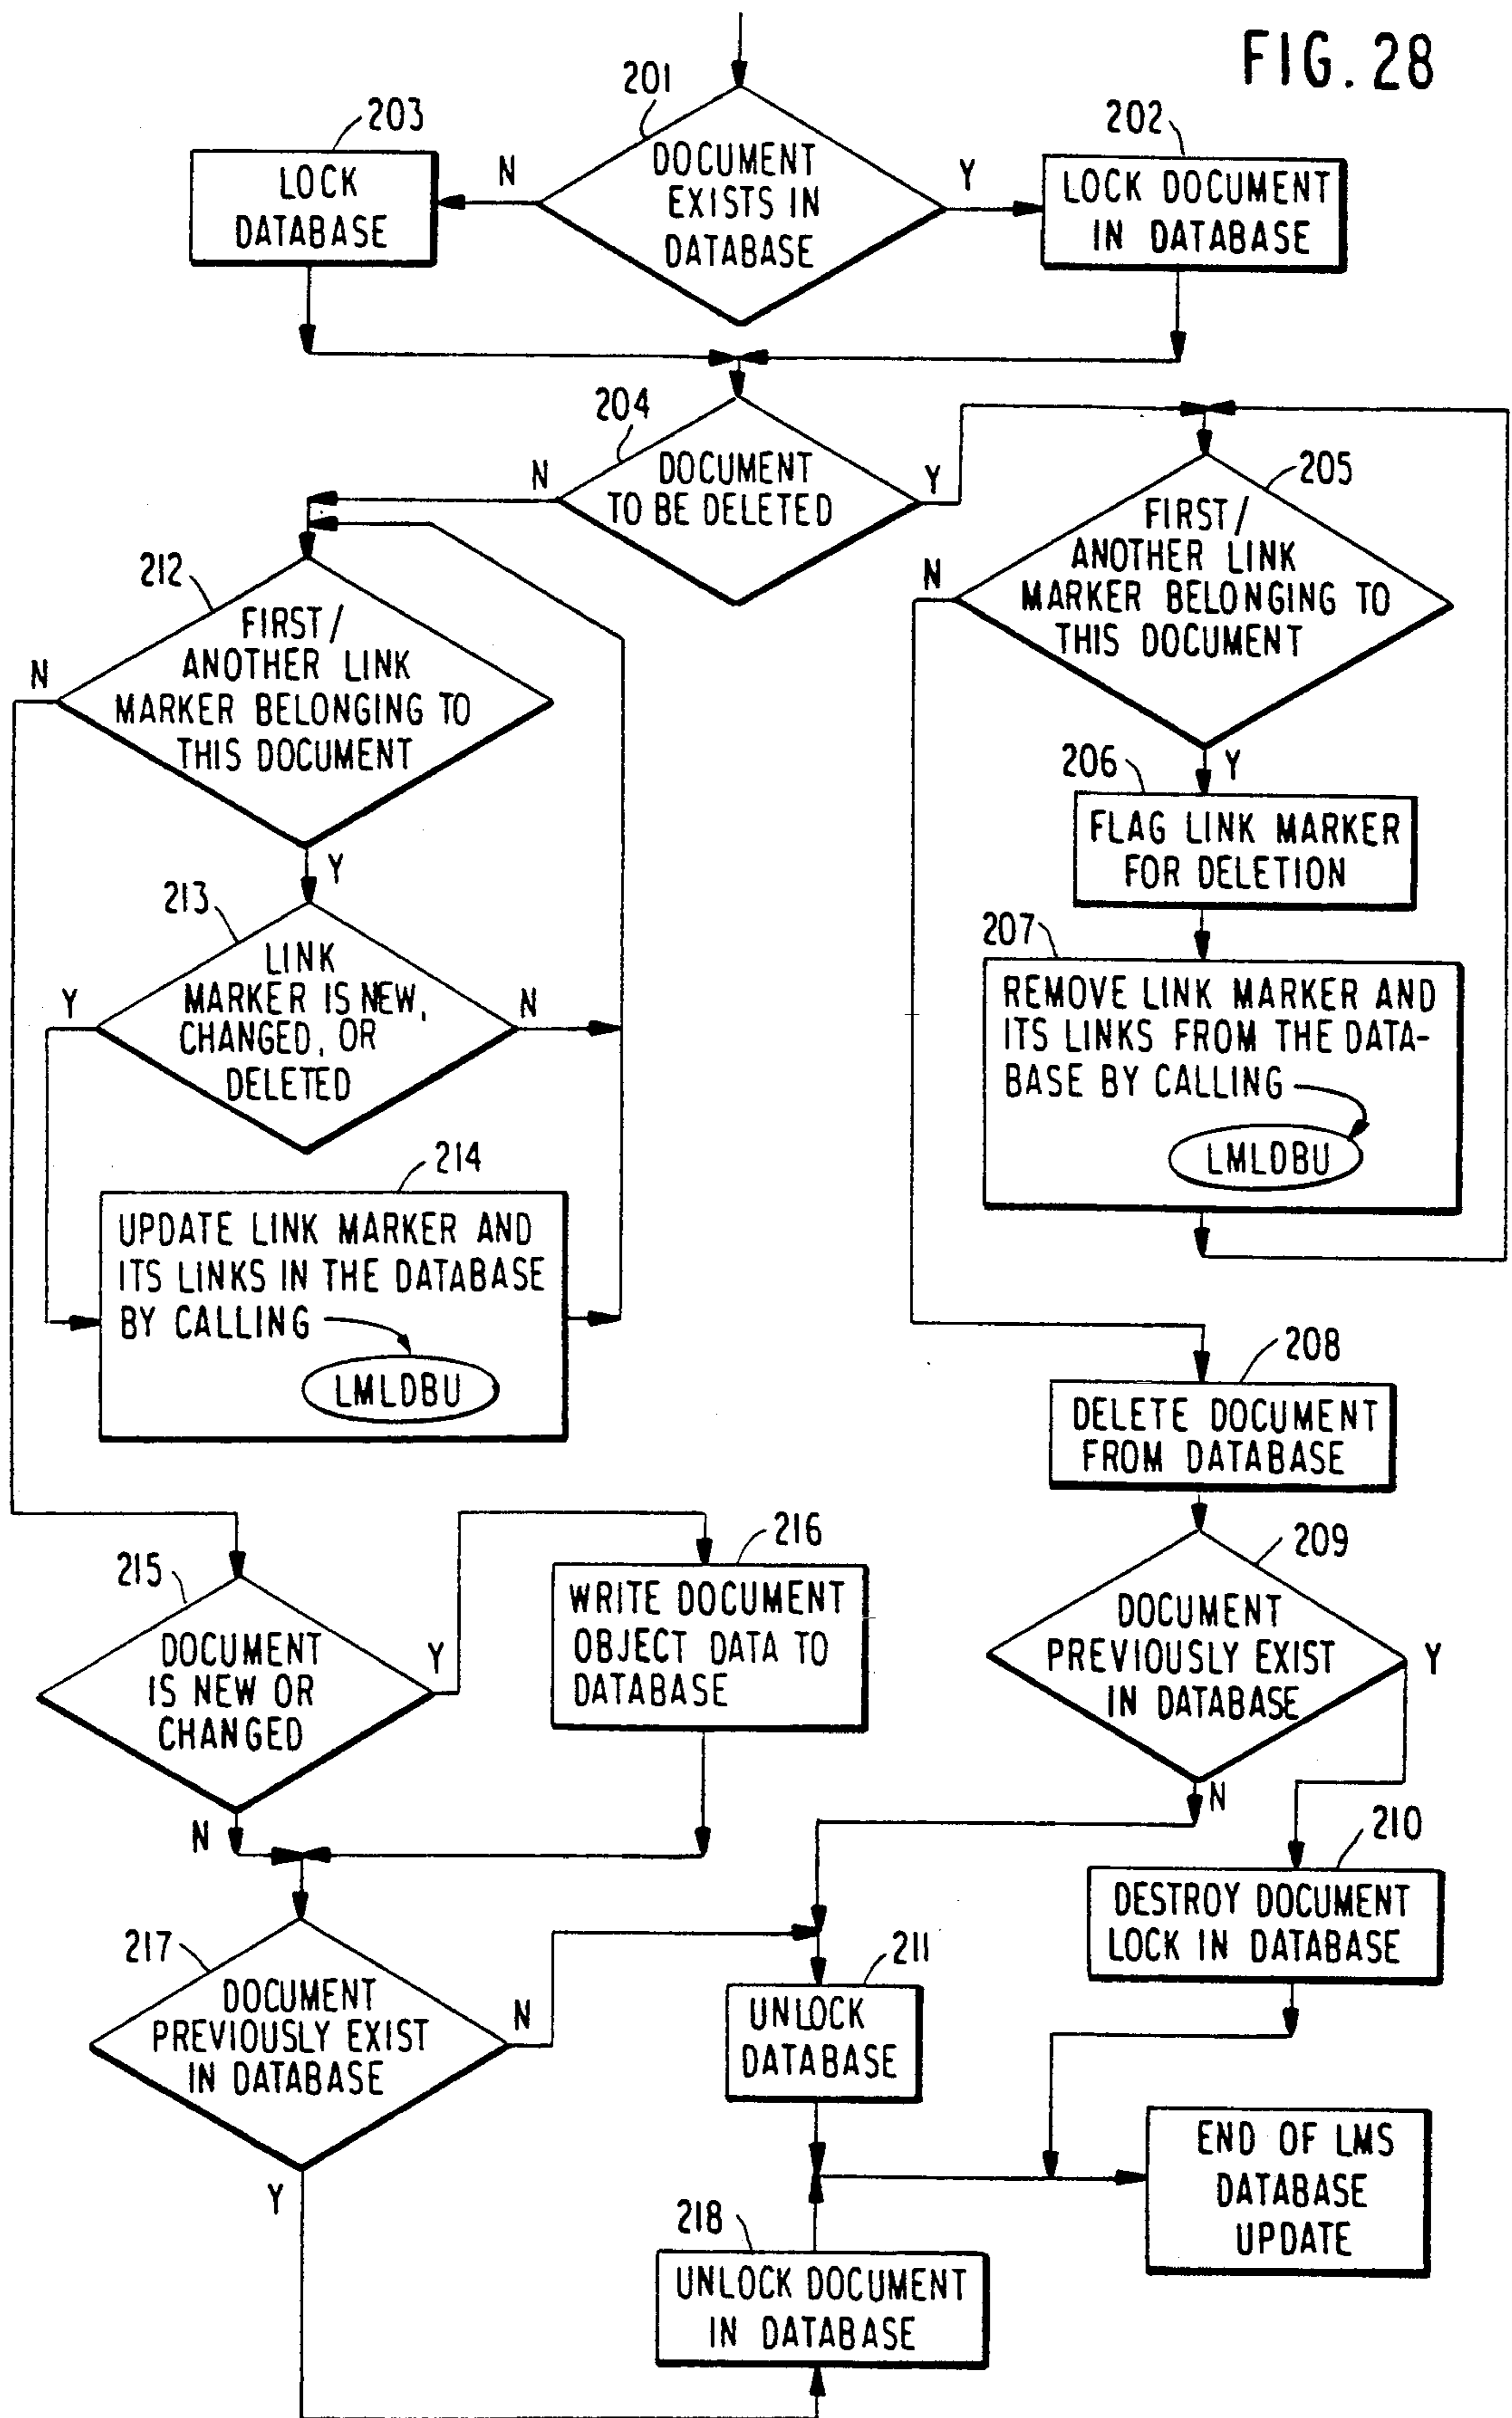 FIG. 28
201
203
202
DOCUMENT
EXISTS IN
DATABASE
N
Y
LOCK
DATABASE
LOCK DOCUMENT
IN DATABASE
204
DOCUMENT
TO BE DELETED
N
Y
205
FIRST/
ANOTHER LINK
MARKER BELONGING TO
THIS DOCUMENT
N
Y
212
FIRST/
ANOTHER LINK
MARKER BELONGING TO
THIS DOCUMENT
N
Y
206
FLAG LINK MARKER
FOR DELETION
213
LINK
MARKER IS NEW,
CHANGED, OR
DELETED
Y
N
207
REMOVE LINK MARKER AND
ITS LINKS FROM THE DATA-
BASE BY CALLING
LMLDBU
214
UPDATE LINK MARKER AND
ITS LINKS IN THE DATABASE
BY CALLING
LMLDBU
208
DELETE DOCUMENT
FROM DATABASE
215
DOCUMENT
IS NEW OR
CHANGED
Y
N
216
WRITE DOCUMENT
OBJECT DATA TO
DATABASE
209
DOCUMENT
PREVIOUSLY EXIST
IN DATABASE
Y
N
210
DESTROY DOCUMENT
LOCK IN DATABASE
217
DOCUMENT
PREVIOUSLY EXIST
IN DATABASE
N
Y
211
UNLOCK
DATABASE
END OF LMS
DATABASE
UPDATE
218
UNLOCK DOCUMENT
IN DATABASE